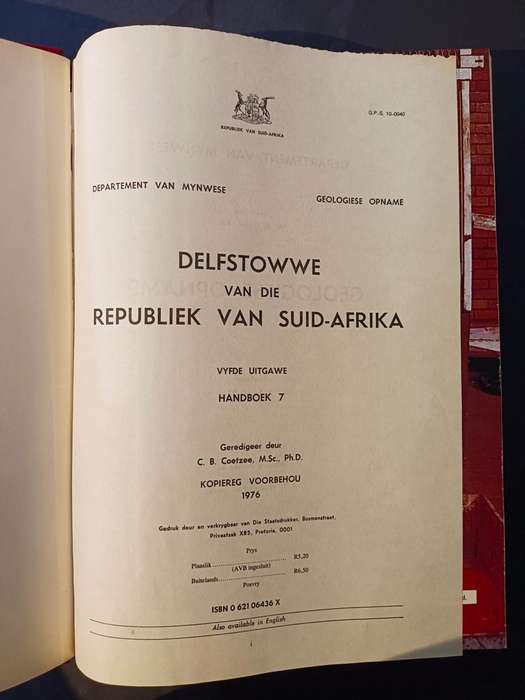 REPUBLIEK VAN SUID-AFRIKA
G.P.-S. 10-0040
DEPARTEMENT VAN MYNWESE
GEOLOGIESE OPNAME
DELFSTOWWE
VAN DIE
REPUBLIEK VAN SUID-AFRIKA
VYFDE UITGAWE
HANDBOEK 7
Geredigeer deur
C. B. Coetzee, M.Sc., Ph.D.
KOPIEREG VOORBEHOU
1976
Gedruk deur en verkrygbaar van Die Staatsdrukker, Bosmanstraat,
Privaatsak X85, Pretoria, 0001
Prys
Plaaslik R5,20
(AVB ingesluit)
Buitelands R6,50
Posvry
ISBN 0 621 06436 X
Also available in English
i